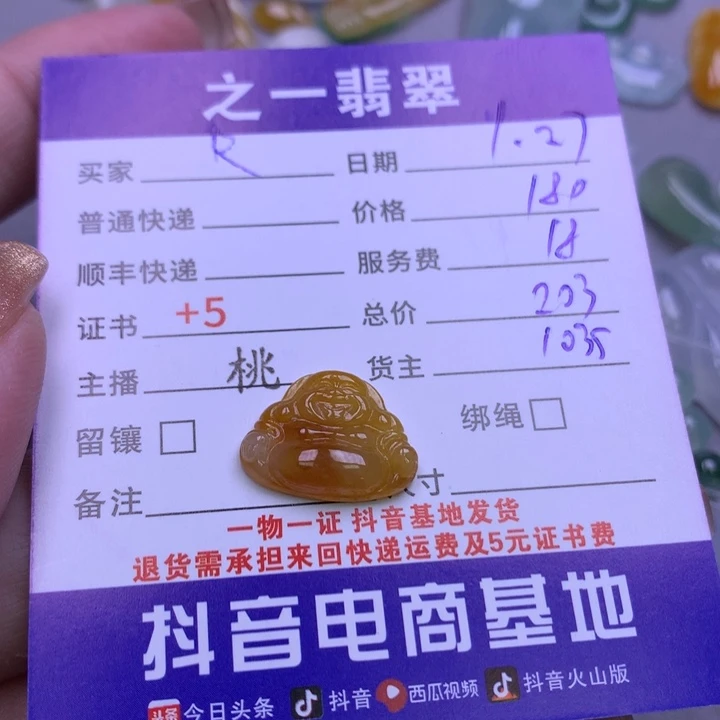 之一翡翠
买家 R 日期 1.27
普通快递 价格 180
顺丰快递 服务费 18
证书 +5 总价 203
主播 桃 货主 1035
留镶 绑绳
备注 寸
一物一证 抖音基地发货
退货需承担来回快递运费及5元证书费
抖音电商基地
头条 今日头条 抖音 西瓜视频 抖音火山版